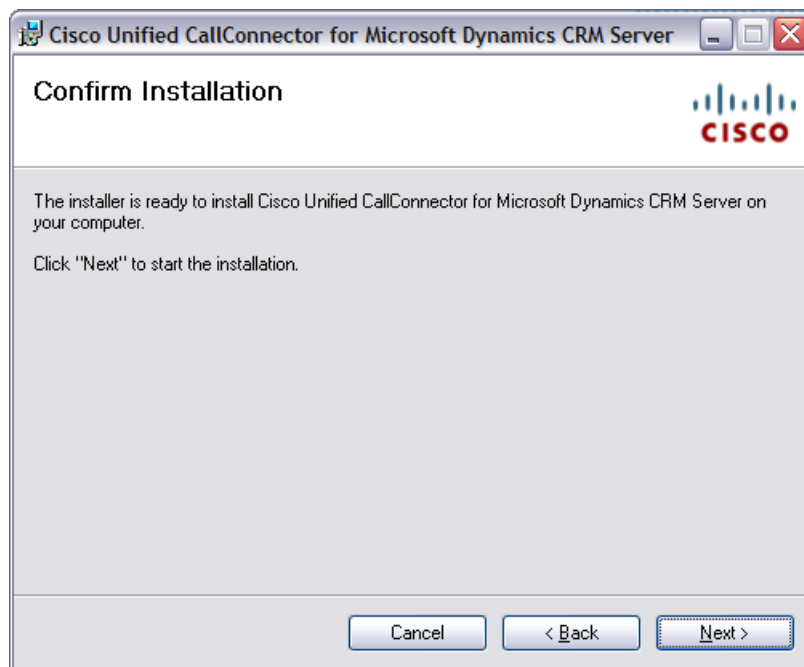 Cisco Unified CallConnector for Microsoft Dynamics CRM Server
Confirm Installation
CISCO
The installer is ready to install Cisco Unified CallConnector for Microsoft Dynamics CRM Server on
your computer.
Click "Next" to start the installation.
Cancel
< Back
Next >